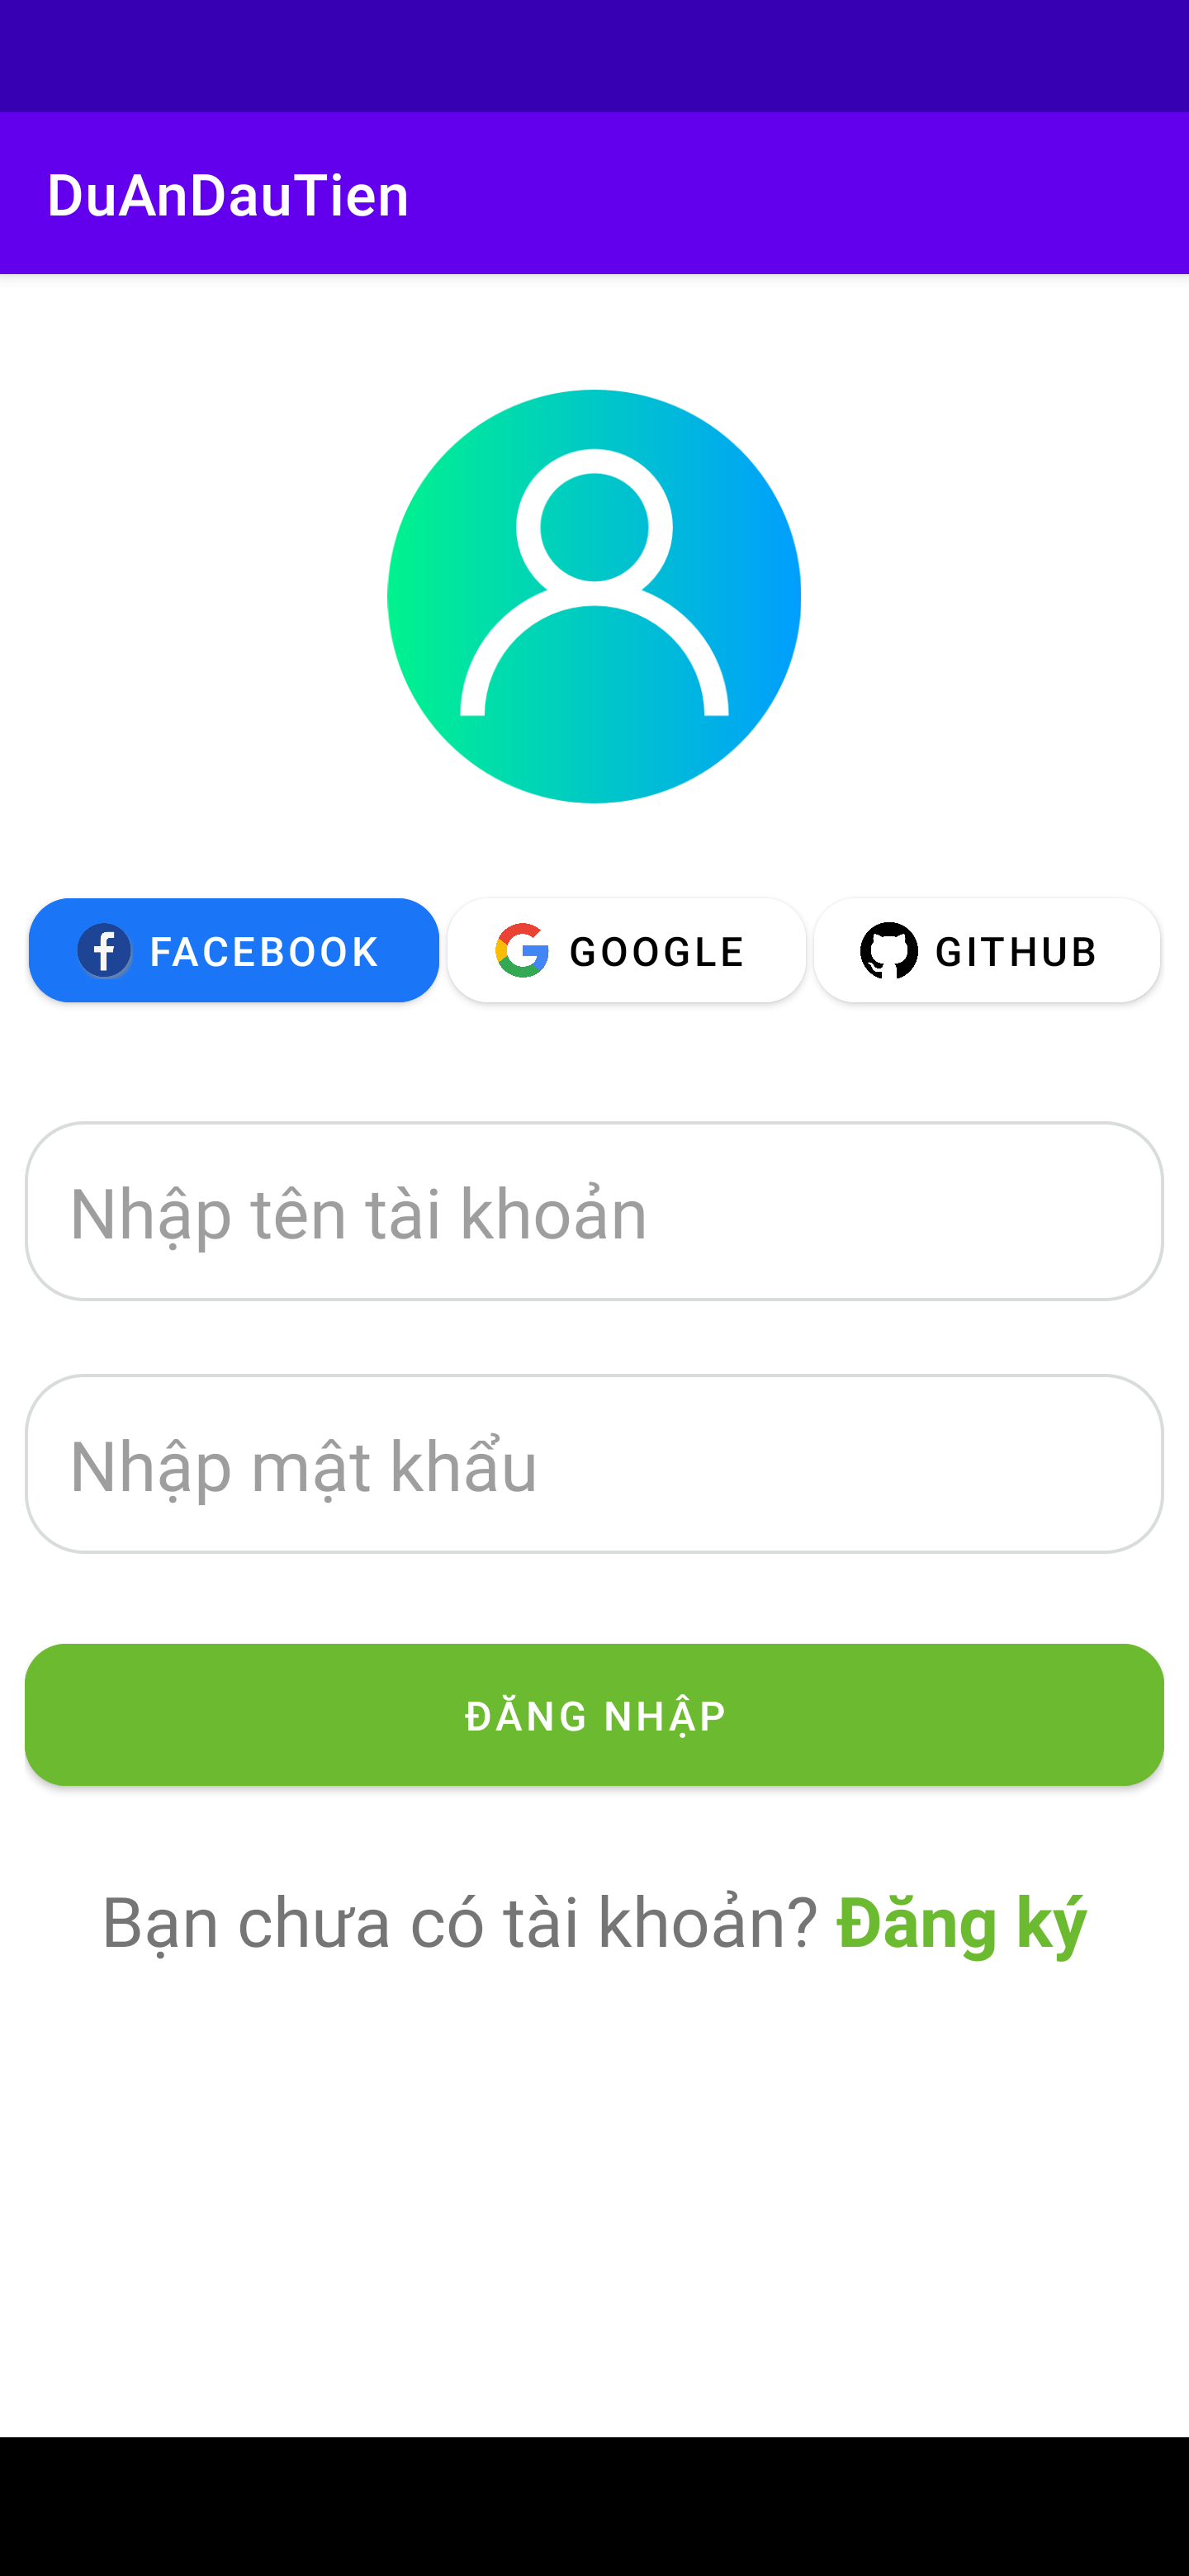 DuAnDauTien
FACEBOOK GOOGLE GITHUB
Nhập tên tài khoản
Nhập mật khẩu
ĐĂNG NHẬP
Bạn chưa có tài khoản? Đăng ký